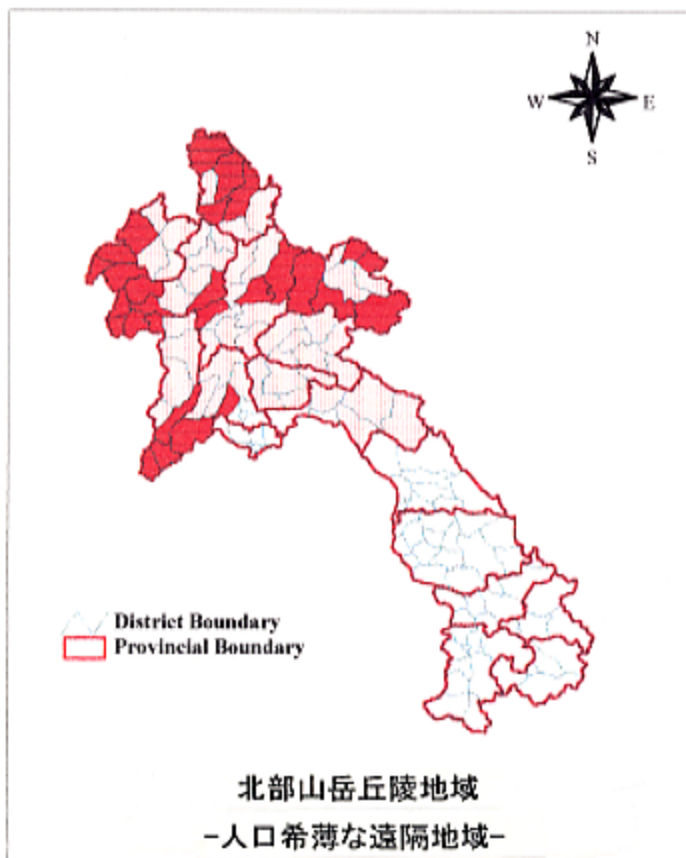 N
W E
S
District Boundary
Provincial Boundary
北部山岳丘陵地域
-人口希薄な遠隔地域-